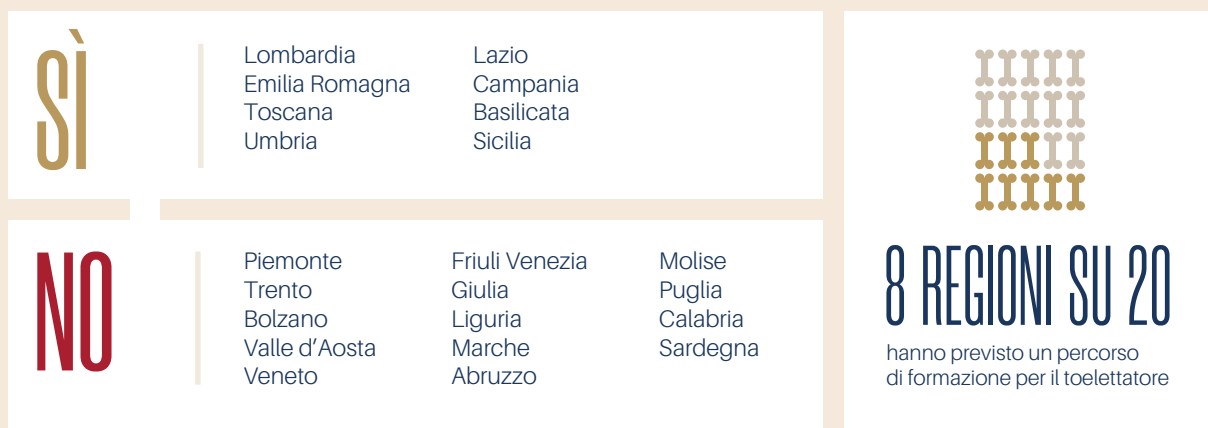 SÌ
Lombardia
Emilia Romagna
Toscana
Umbria
Lazio
Campania
Basilicata
Sicilia
NO
Piemonte
Trento
Bolzano
Valle d’Aosta
Veneto
Friuli Venezia
Giulia
Liguria
Marche
Abruzzo
Molise
Puglia
Calabria
Sardegna
8 REGIONI SU 20
hanno previsto un percorso
di formazione per il toelettatore